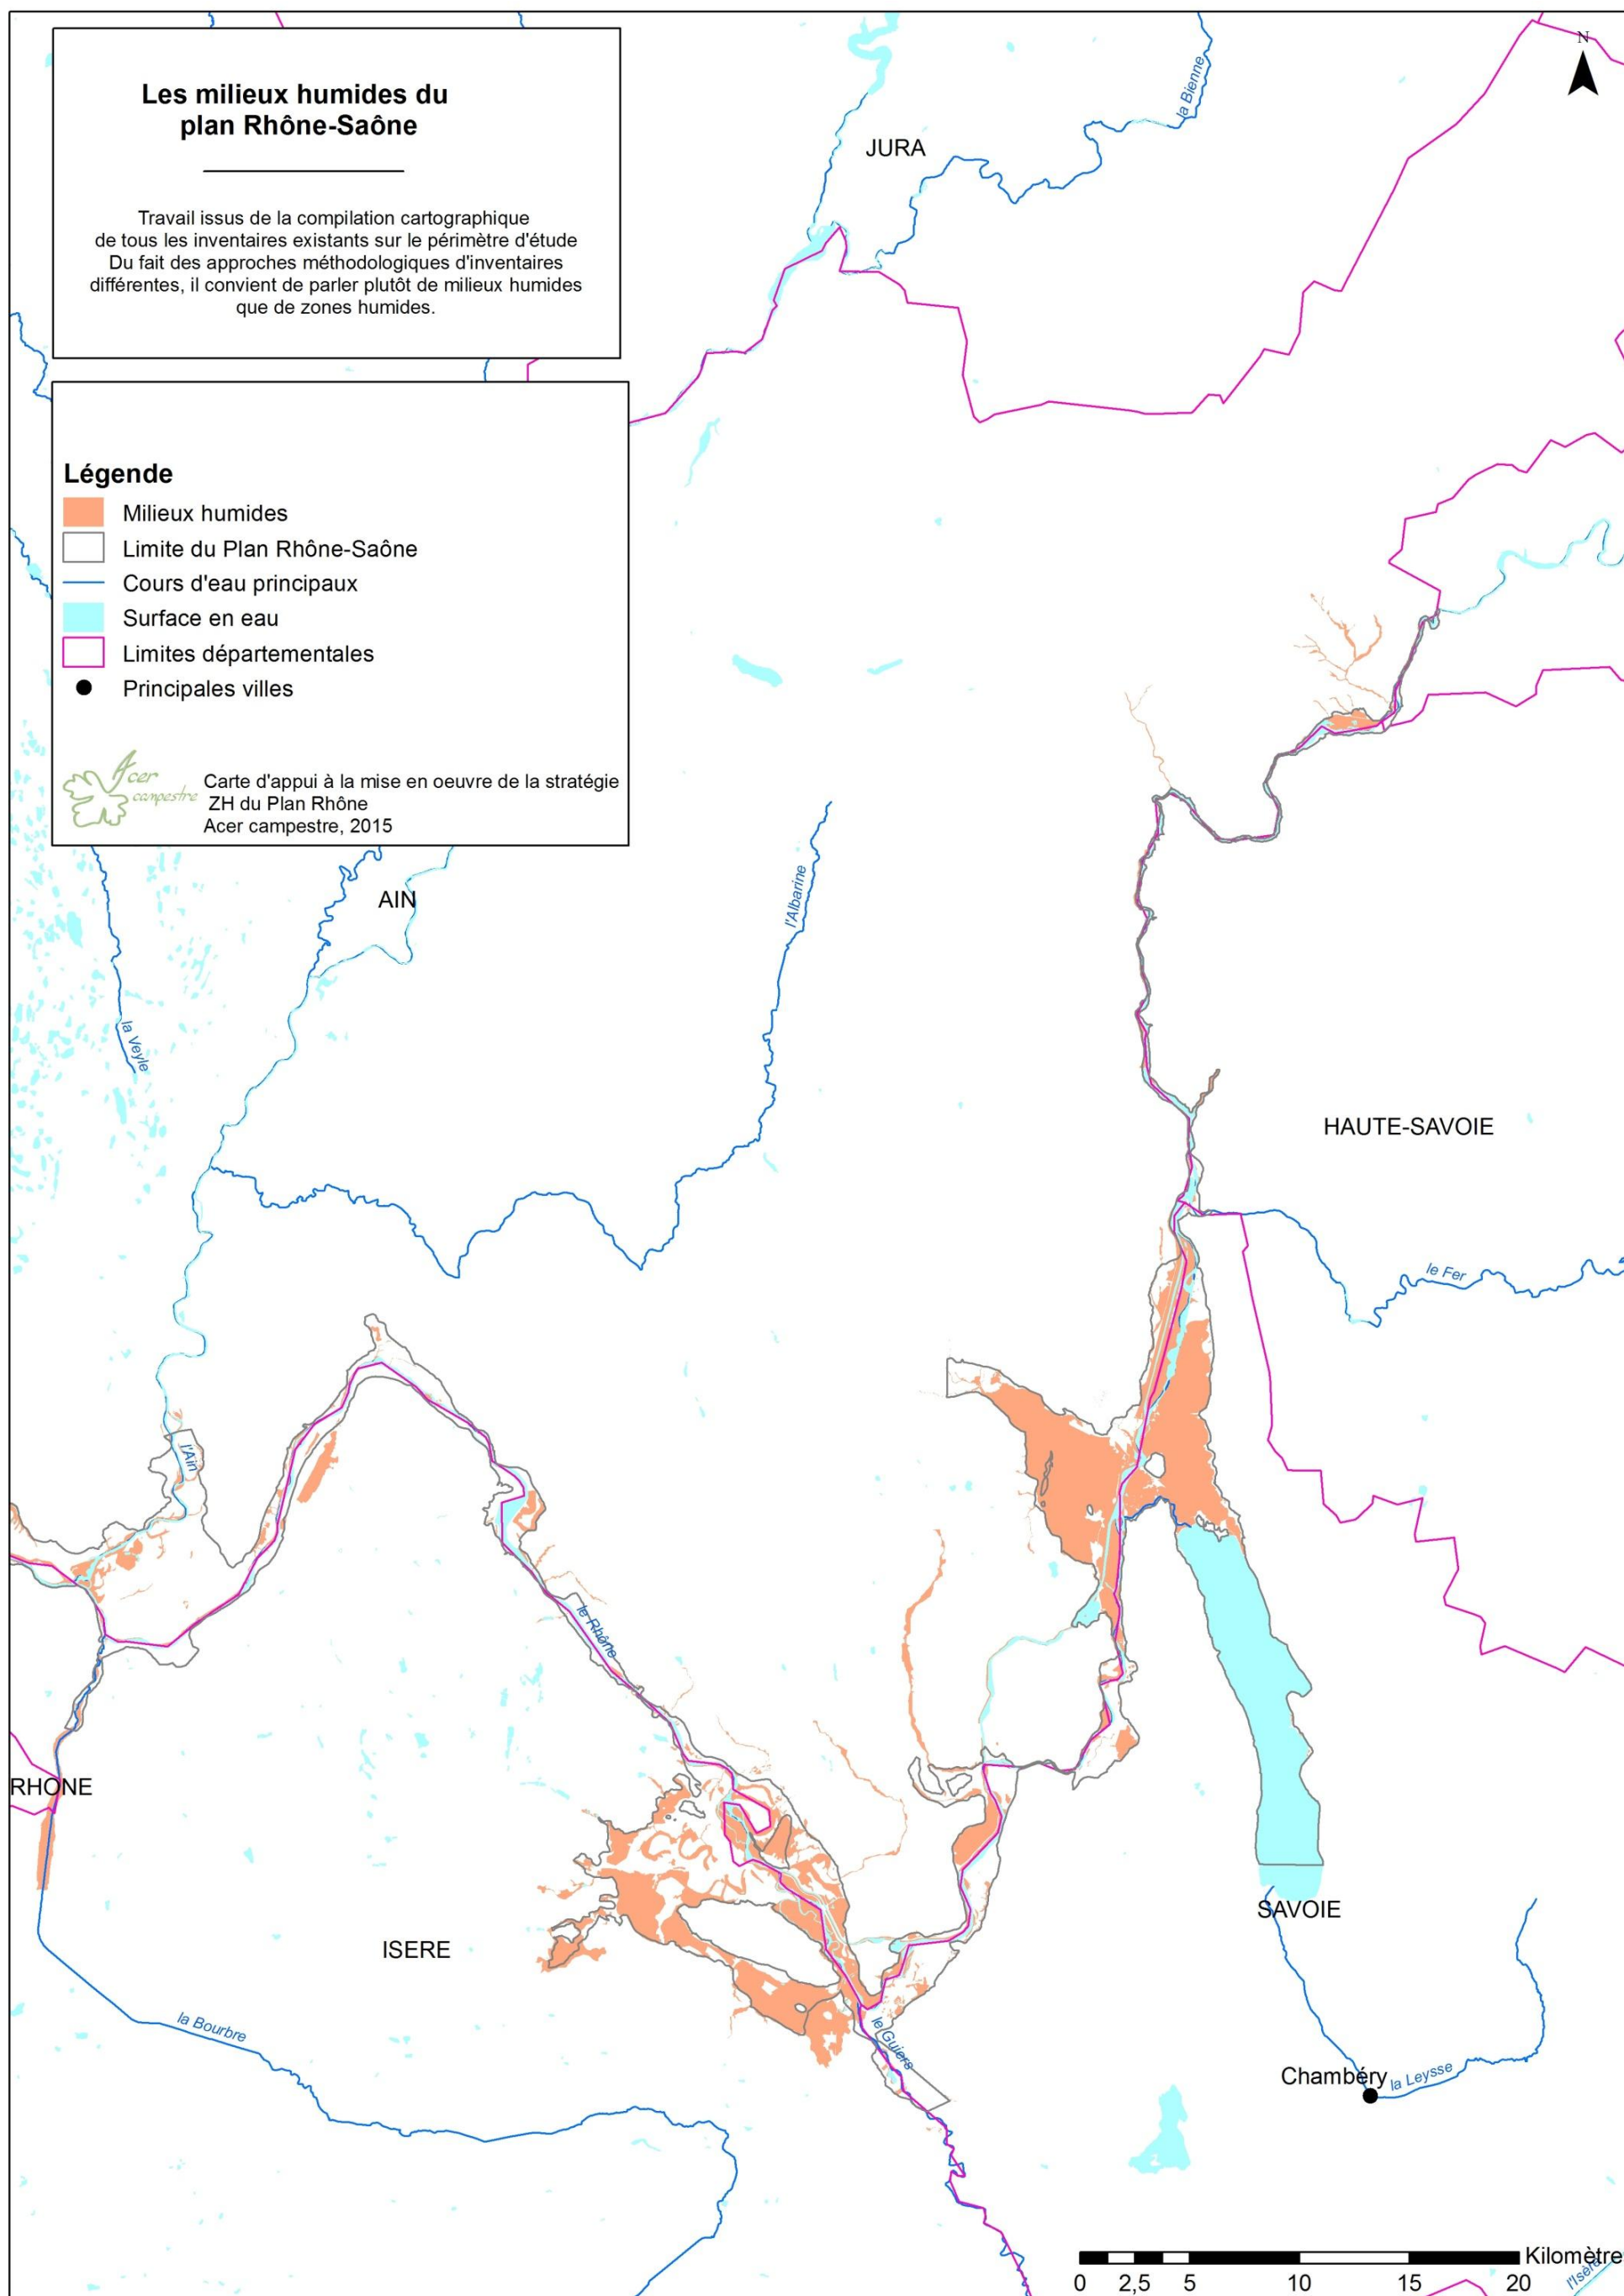 Les milieux humides du
plan Rhône-Saône
Travail issus de la compilation cartographique
de tous les inventaires existants sur le périmètre d'étude
Du fait des approches méthodologiques d'inventaires
différentes, il convient de parler plutôt de milieux humides
que de zones humides.
Légende
Milieux humides
Limite du Plan Rhône-Saône
Cours d'eau principaux
Surface en eau
Limites départementales
Principales villes
Acer
campestre
Carte d'appui à la mise en oeuvre de la stratégie
ZH du Plan Rhône
Acer campestre, 2015
N
la Bienne
JURA
AIN
l'Albarine
la Veyle
HAUTE-SAVOIE
le Fer
l'Ain
le Rhône
RHONE
SAVOIE
ISERE
la Bourbre
le Guiers
Chambéry
la Leysse
Kilomètre
0 2,5 5 10 15 20
l'Isère